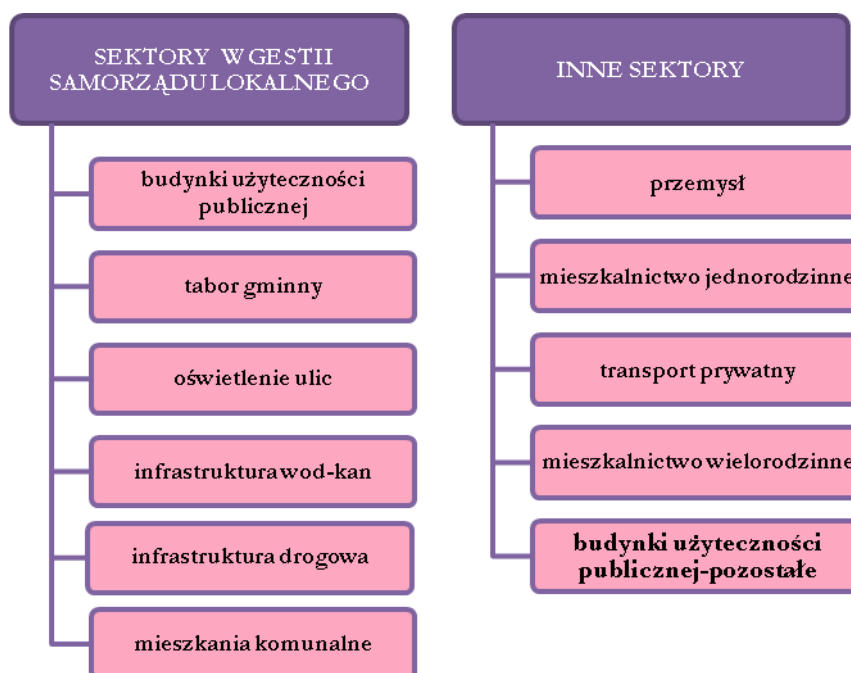 SEKTORY W GESTII
SAMORZĄDU LOKALNEGO
budynki użyteczności
publicznej
tabor gminny
oświetlenie ulic
infrastruktura wod-kan
infrastruktura drogowa
mieszkania komunalne
INNE SEKTORY
przemysł
mieszkalnictwo jednorodzinne
transport prywatny
mieszkalnictwo wielorodzinne
budynki użyteczności
publicznej-pozostałe